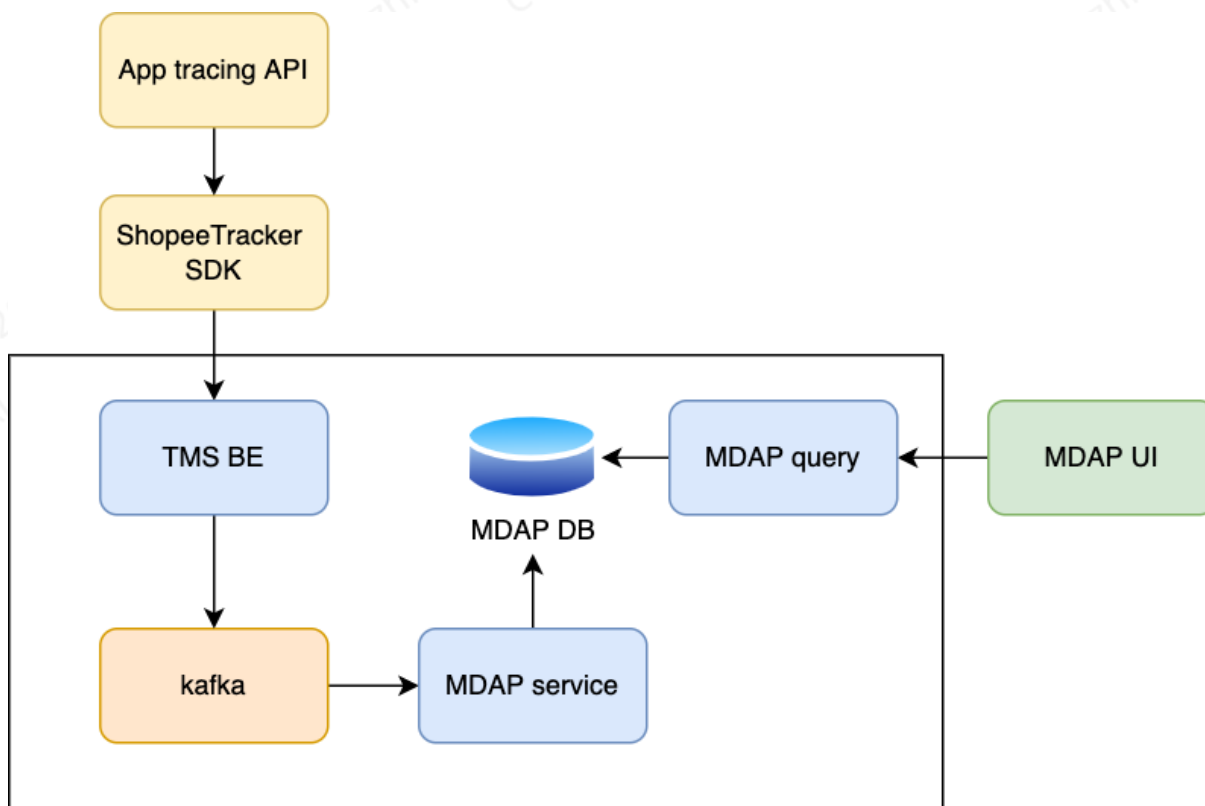 App tracing API
ShopeeTracker
SDK
TMS BE
MDAP query
MDAP UI
MDAP DB
kafka
MDAP service